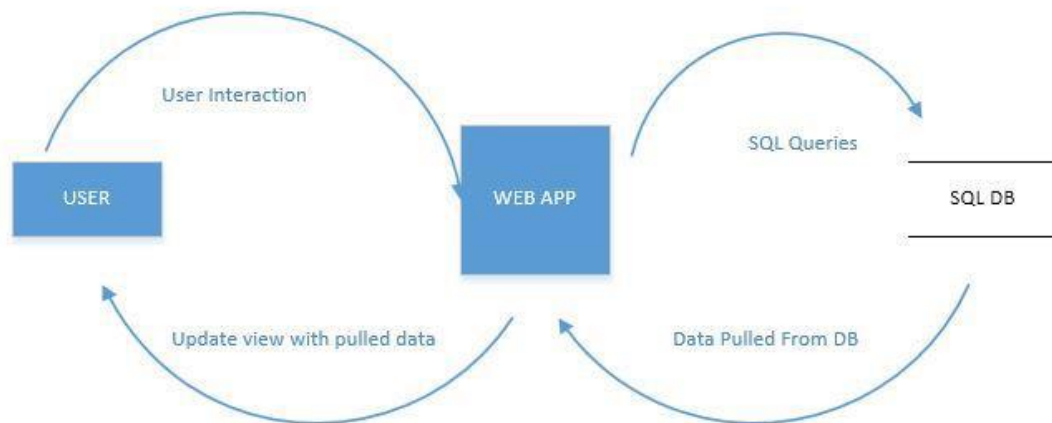 User Interaction
SQL Queries
USER
WEB APP
SQL DB
Update view with pulled data
Data Pulled From DB